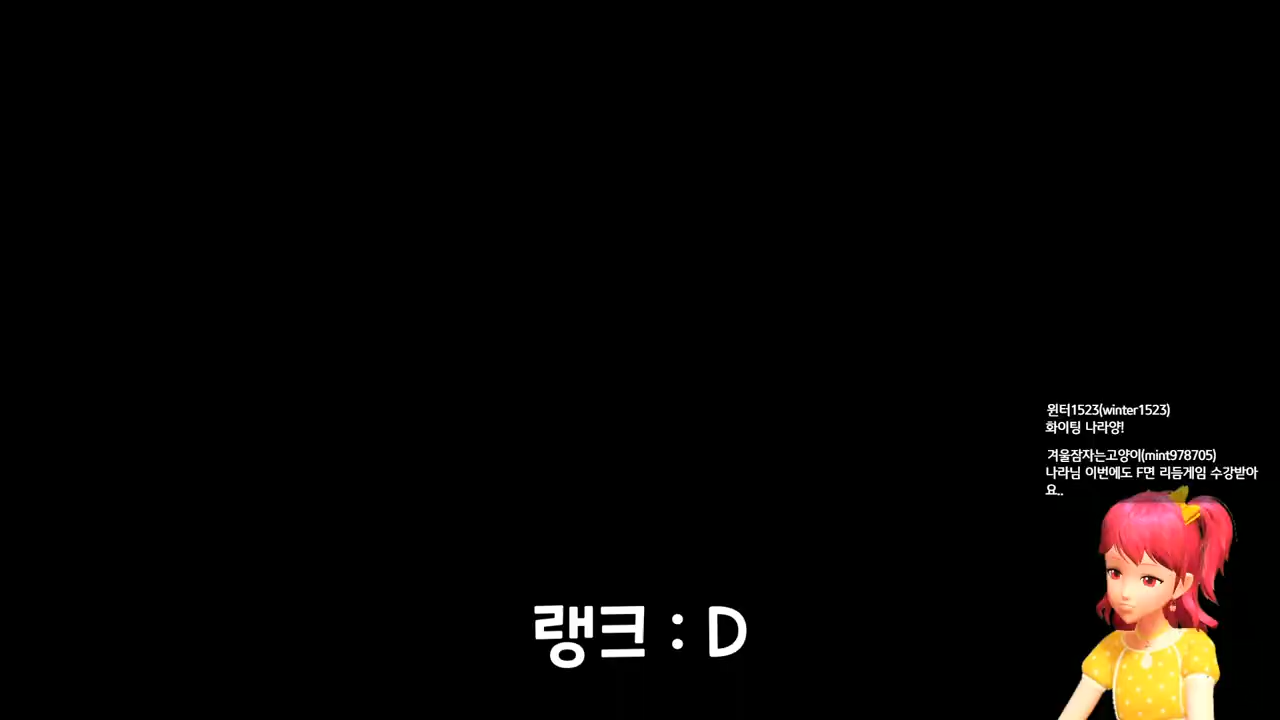 윈터1523(winter1523)
화이팅 나라양!
겨울잠자는고양이(mint978705)
나라님 이번에도 F면 리듬게임 수강받아
요..
랭크 : D